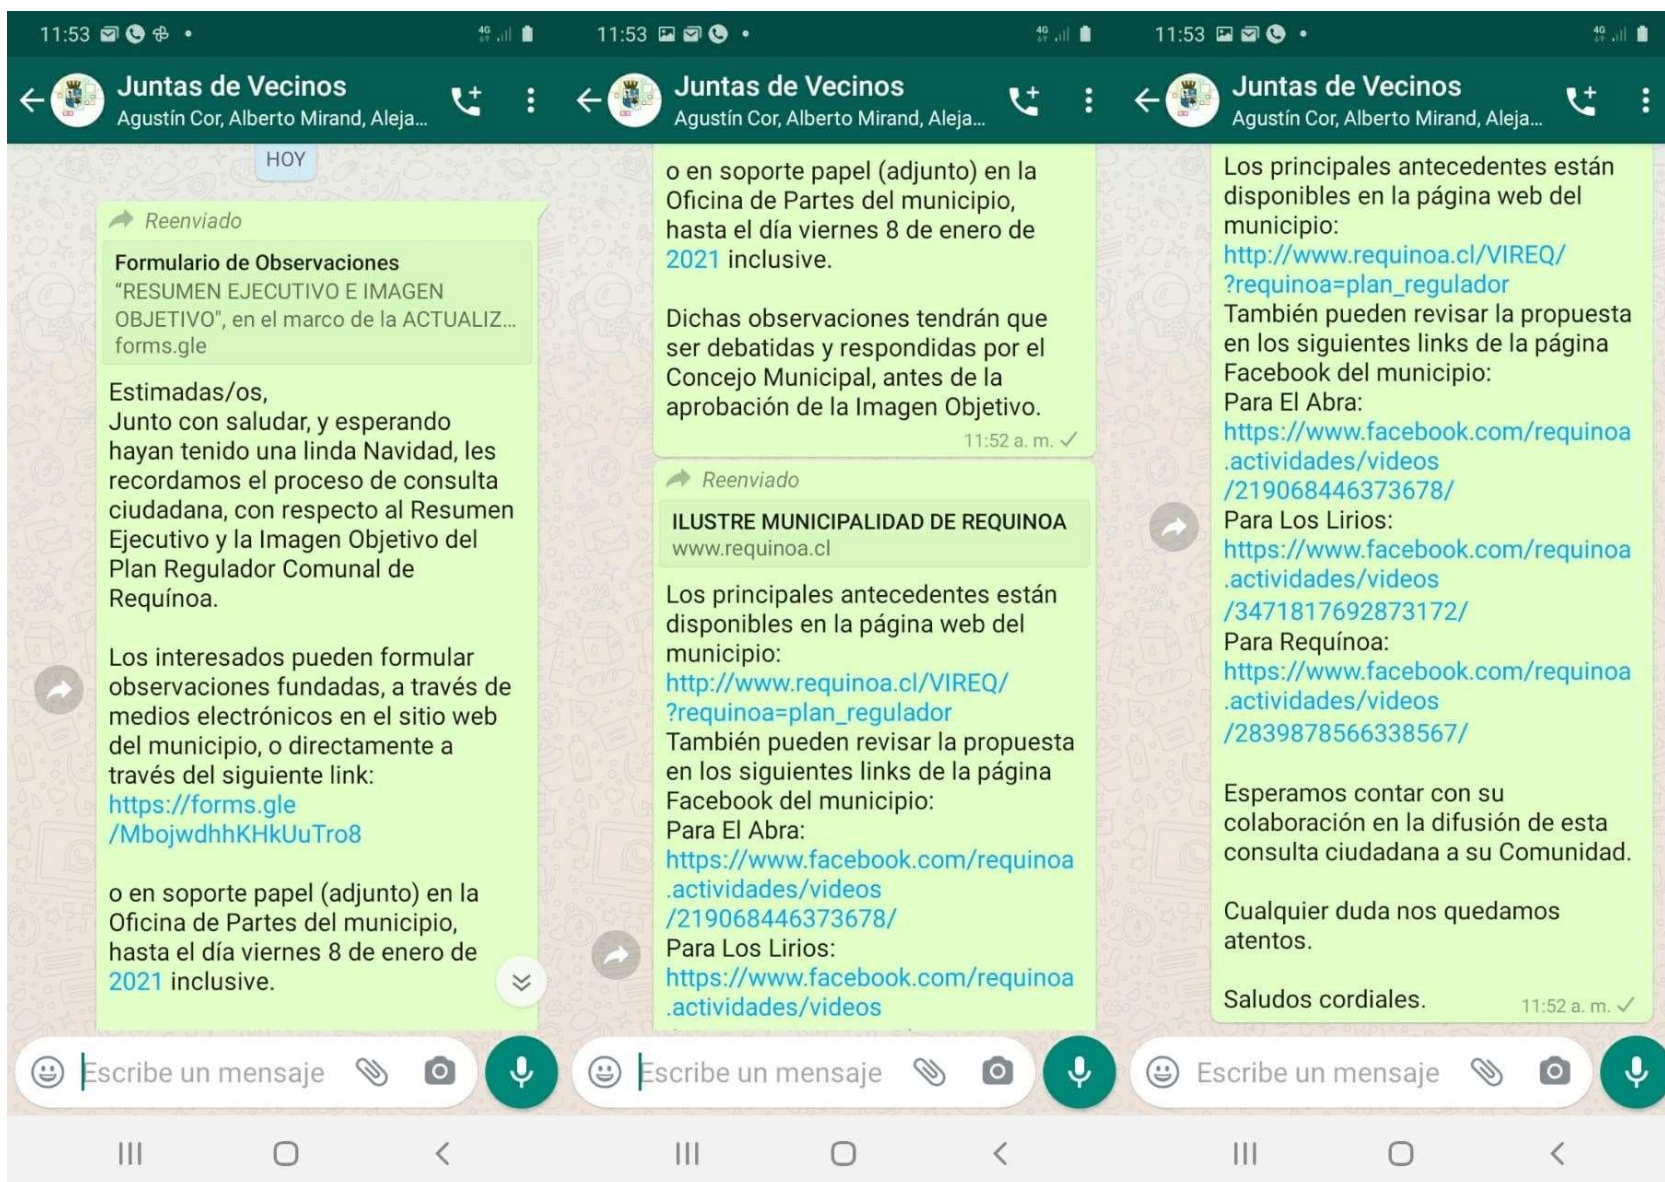 11:53
4G
Juntas de Vecinos
Agustín Cor, Alberto Mirand, Aleja...
HOY
Reenviado
Formulario de Observaciones
“RESUMEN EJECUTIVO E IMAGEN
OBJETIVO", en el marco de la ACTUALIZ...
forms.gle
Estimadas/os,
Junto con saludar, y esperando
hayan tenido una linda Navidad, les
recordamos el proceso de consulta
ciudadana, con respecto al Resumen
Ejecutivo y la Imagen Objetivo del
Plan Regulador Comunal de
Requínoa.
Los interesados pueden formular
observaciones fundadas, a través de
medios electrónicos en el sitio web
del municipio, o directamente a
través del siguiente link:
https://forms.gle
/MbojwdhhKHkUuTro8
o en soporte papel (adjunto) en la
Oficina de Partes del municipio,
hasta el día viernes 8 de enero de
2021 inclusive.
Escribe un mensaje
11:53
4G
Juntas de Vecinos
Agustín Cor, Alberto Mirand, Aleja...
o en soporte papel (adjunto) en la
Oficina de Partes del municipio,
hasta el día viernes 8 de enero de
2021 inclusive.
Dichas observaciones tendrán que
ser debatidas y respondidas por el
Concejo Municipal, antes de la
aprobación de la Imagen Objetivo.
11:52 a. m.
Reenviado
ILUSTRE MUNICIPALIDAD DE REQUINOA
www.requinoa.cl
Los principales antecedentes están
disponibles en la página web del
municipio:
http://www.requinoa.cl/VIREQ/
?requinoa=plan_regulador
También pueden revisar la propuesta
en los siguientes links de la página
Facebook del municipio:
Para El Abra:
https://www.facebook.com/requinoa
.actividades/videos
/219068446373678/
Para Los Lirios:
https://www.facebook.com/requinoa
.actividades/videos
Escribe un mensaje
11:53
4G
Juntas de Vecinos
Agustín Cor, Alberto Mirand, Aleja...
Los principales antecedentes están
disponibles en la página web del
municipio:
http://www.requinoa.cl/VIREQ/
?requinoa=plan_regulador
También pueden revisar la propuesta
en los siguientes links de la página
Facebook del municipio:
Para El Abra:
https://www.facebook.com/requinoa
.actividades/videos
/219068446373678/
Para Los Lirios:
https://www.facebook.com/requinoa
.actividades/videos
/3471817692873172/
Para Requínoa:
https://www.facebook.com/requinoa
.actividades/videos
/2839878566338567/
Esperamos contar con su
colaboración en la difusión de esta
consulta ciudadana a su Comunidad.
Cualquier duda nos quedamos
atentos.
Saludos cordiales.
11:52 a. m.
Escribe un mensaje